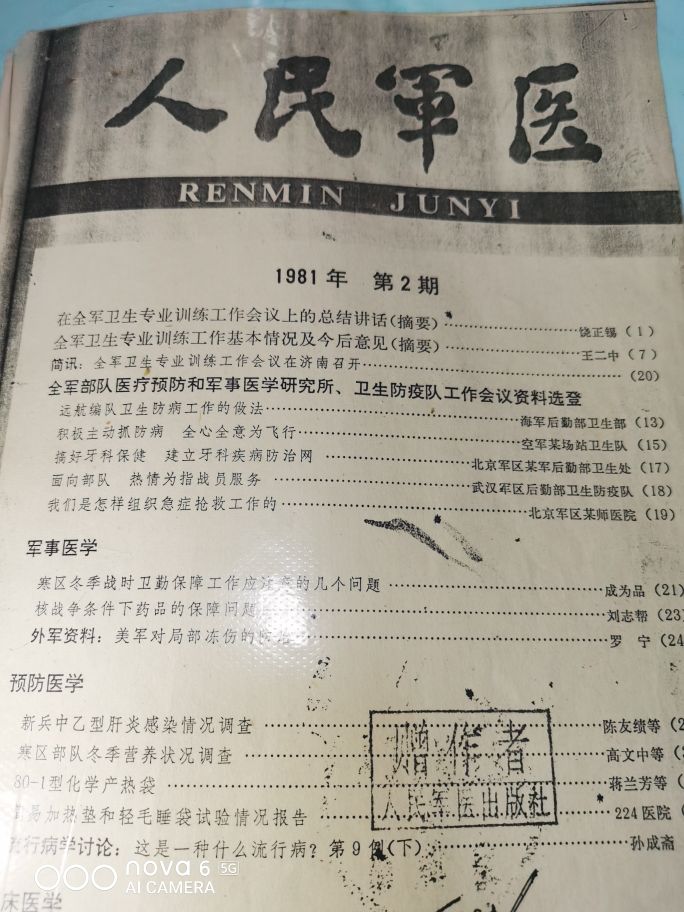 人民軍医
RENMIN JUNYI
1981年 第2期
在全军卫生专业训练工作会议上的总结讲话(摘要)……饶正锡(1)
全军卫生专业训练工作基本情况及今后意见(摘要)……王二中(7)
简讯:全军卫生专业训练工作会议在济南召开……(20)
全军部队医疗预防和军事医学研究所、卫生防疫队工作会议资料选登
远航编队卫生防病工作的做法……海军后勤部卫生部(13)
积极主动抓防病 全心全意为飞行……空军某场站卫生队(15)
搞好牙科保健 建立牙科疾病防治网……北京军区某军后勤部卫生处(17)
面向部队 热情为指战员服务……武汉军区后勤部卫生防疫队(18)
我们是怎样组织急症抢救工作的……北京军区某师医院(19)
军事医学
寒区冬季战时卫勤保障工作应注意的几个问题……成为品(21)
核战争条件下药品的保障问题……刘志帮(23)
外军资料:美军对局部冻伤的防治……罗宁(24
预防医学
新兵中乙型肝炎感染情况调查……陈友绩等(2
寒区部队冬季营养状况调查……高文中等(
80-1型化学产热袋……蒋兰芳等(
易加热垫和轻毛睡袋试验情况报告……224医院(
行病学讨论:这是一种什么流行病?第9例(下)……孙成斋
床医学
赠作者
人民军医出版社
nova 6 5G
AI CAMERA